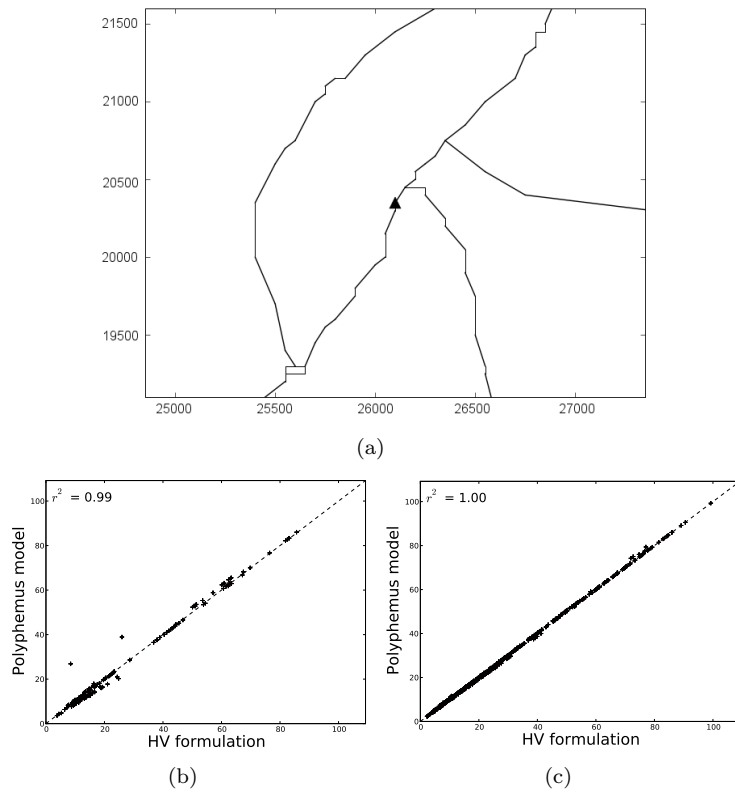 21500
21000
20500
20000
19500
25000 25500 26000 26500 27000
(a)
r² = 0.99
100
80
60
40
20
0
0 20 40 60 80 100
Polyphemus model
HV formulation
(b)
r² = 1.00
100
80
60
40
20
0
0 20 40 60 80 100
Polyphemus model
HV formulation
(c)